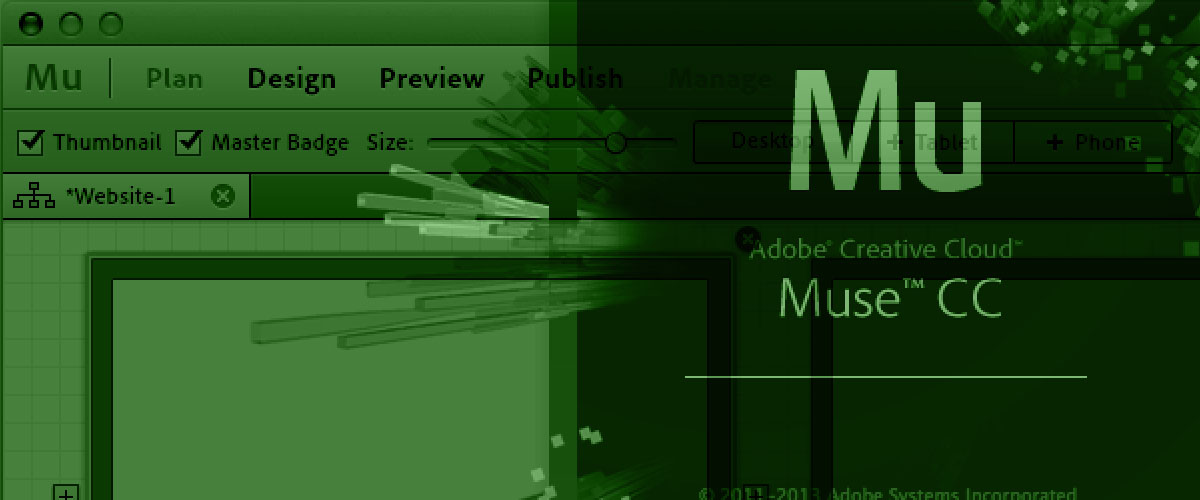 Mu Plan Design Preview Publish Manage
Mu
Thumbnail Master Badge Size: Desktop + Tablet + Phone
*Website-1
Adobe® Creative Cloud™
Muse™ CC
© 2011-2013 Adobe Systems Incorporated